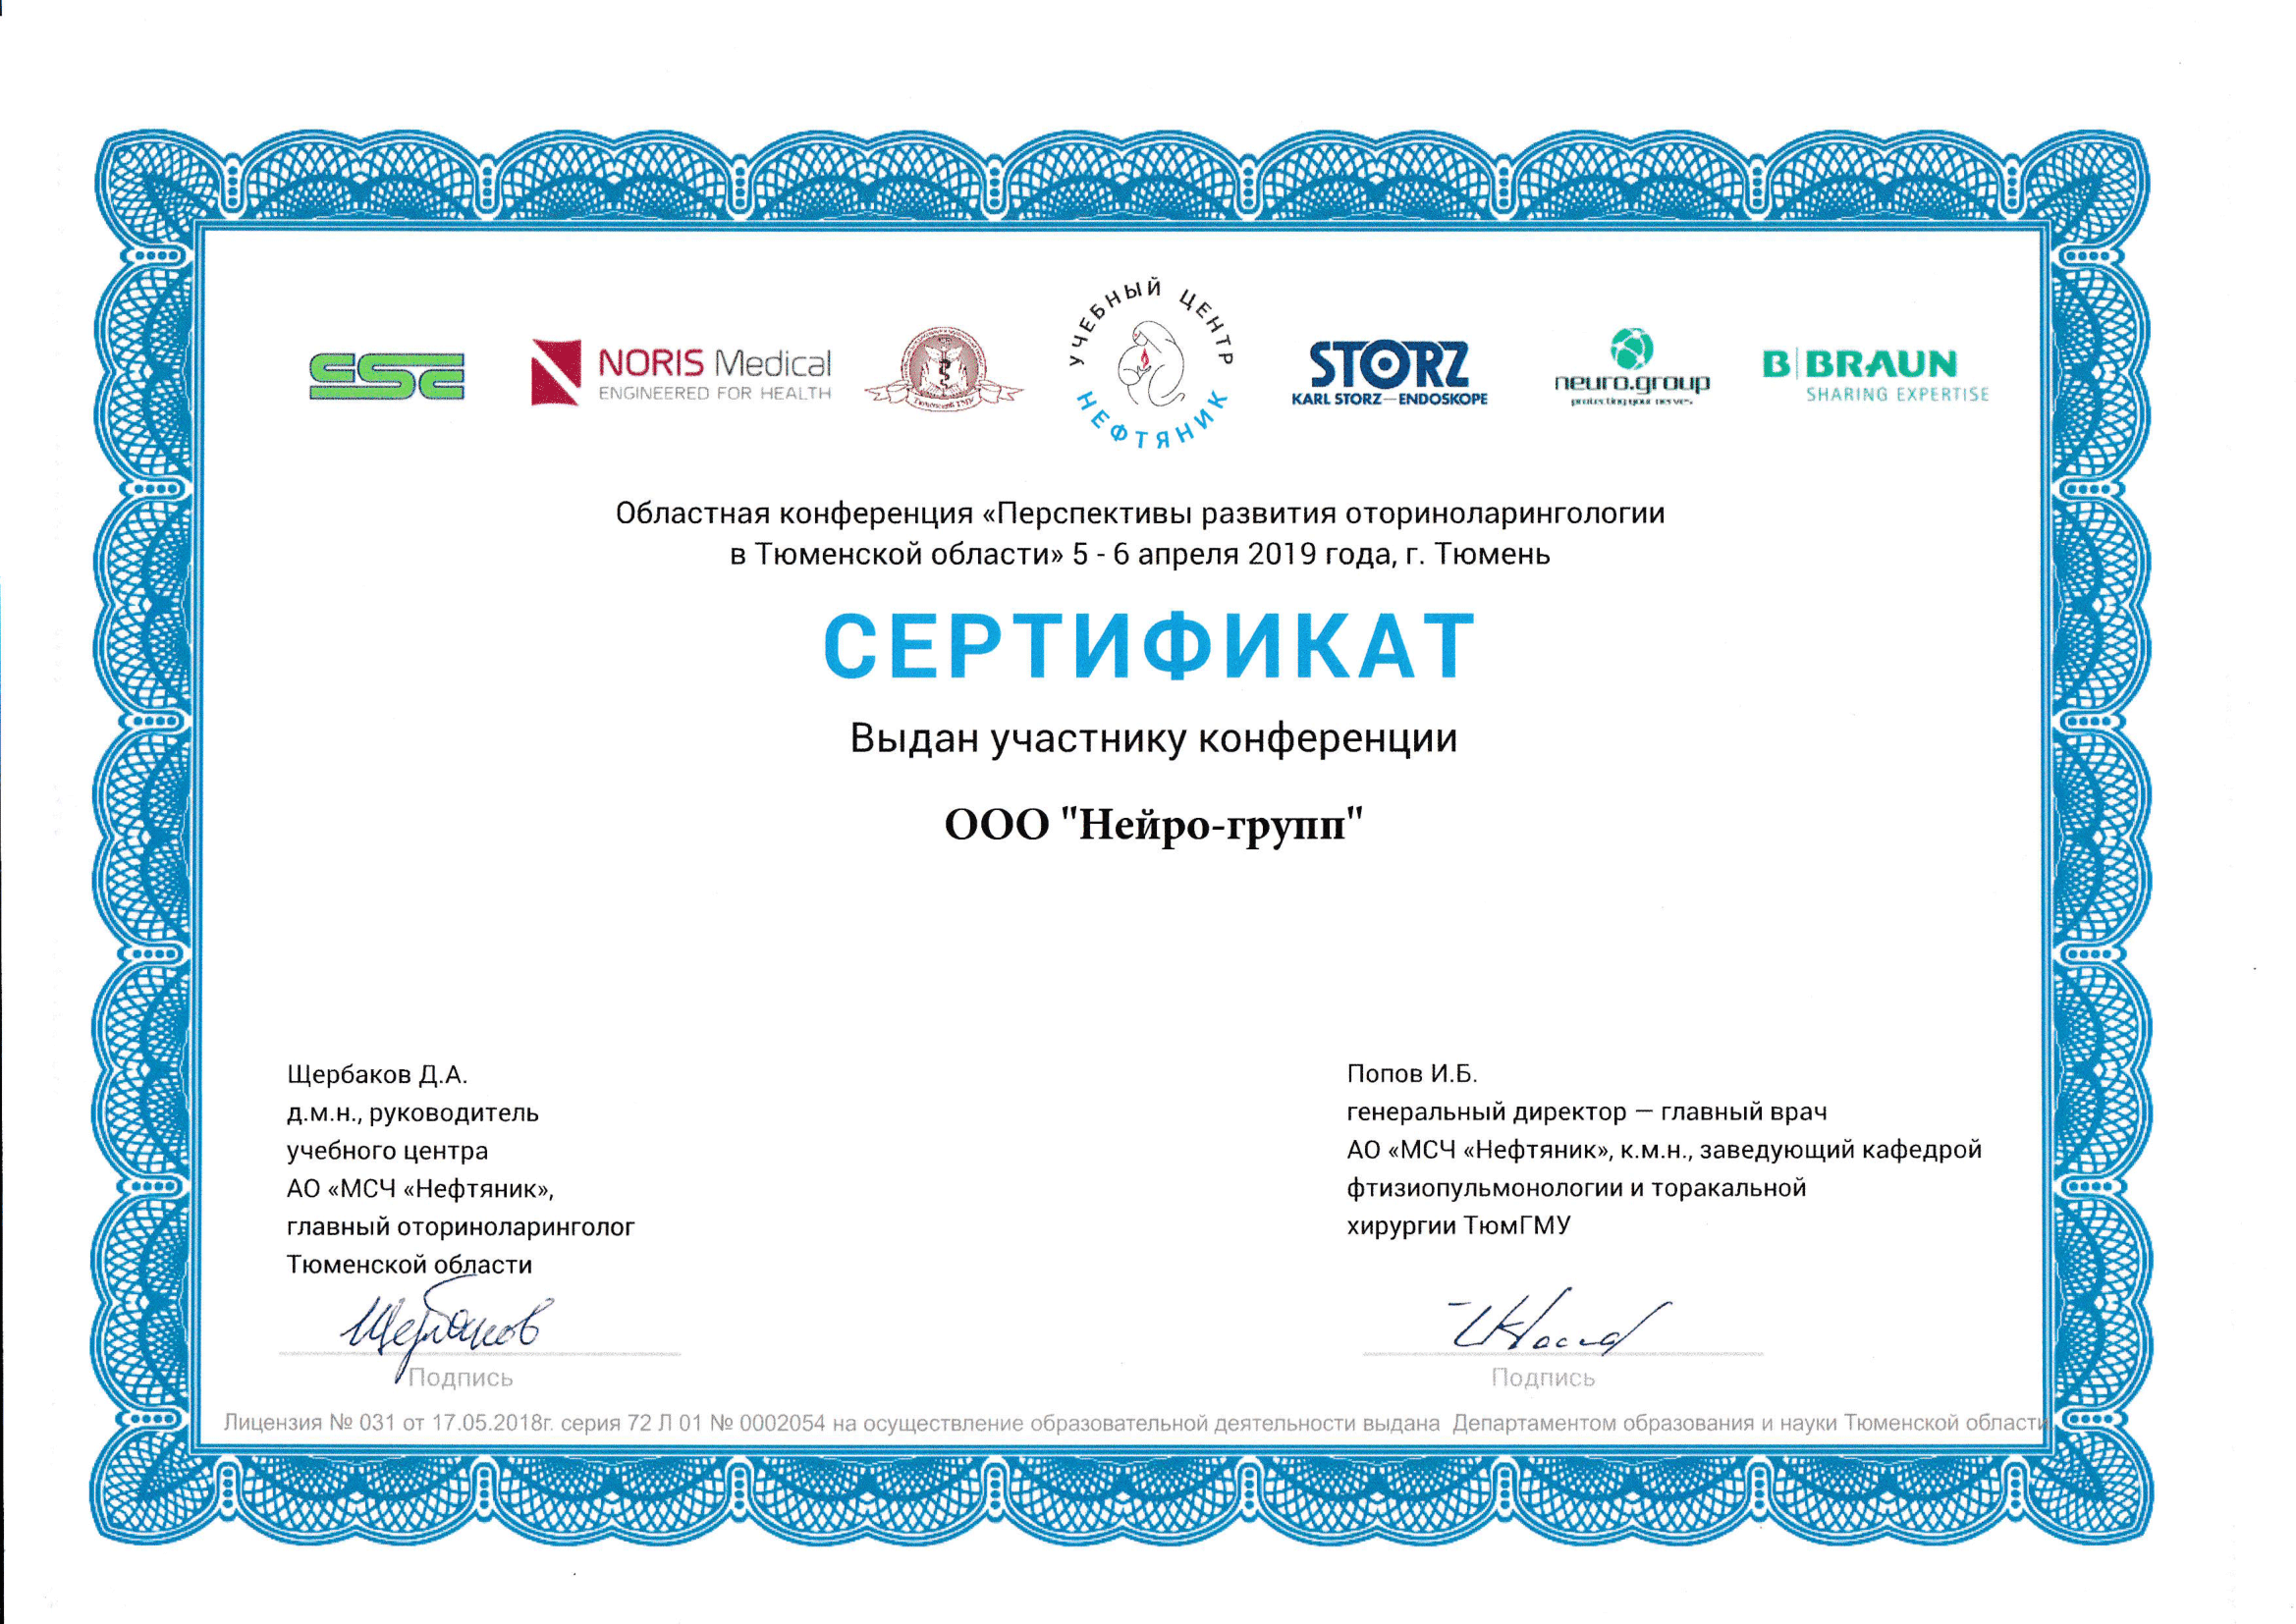 SSE
NORIS Medical
ENGINEERED FOR HEALTH
УЧЕБНЫЙ ЦЕНТР
НЕФТЯНИК
STORZ
KARL STORZ—ENDOSKOPE
neuro.group
protecting your nerves.
B|BRAUN
SHARING EXPERTISE
Областная конференция «Перспективы развития оториноларингологии
в Тюменской области» 5 - 6 апреля 2019 года, г. Тюмень
СЕРТИФИКАТ
Выдан участнику конференции
ООО "Нейро-групп"
Щербаков Д.А.
д.м.н., руководитель
учебного центра
АО «МСЧ «Нефтяник»,
главный оториноларинголог
Тюменской области
Щербаков
Подпись
Попов И.Б.
генеральный директор — главный врач
АО «МСЧ «Нефтяник», к.м.н., заведующий кафедрой
фтизиопульмонологии и торакальной
хирургии ТюмГМУ
Подпись
Лицензия № 031 от 17.05.2018г. серия 72 Л 01 № 0002054 на осуществление образовательной деятельности выдана Департаментом образования и науки Тюменской области